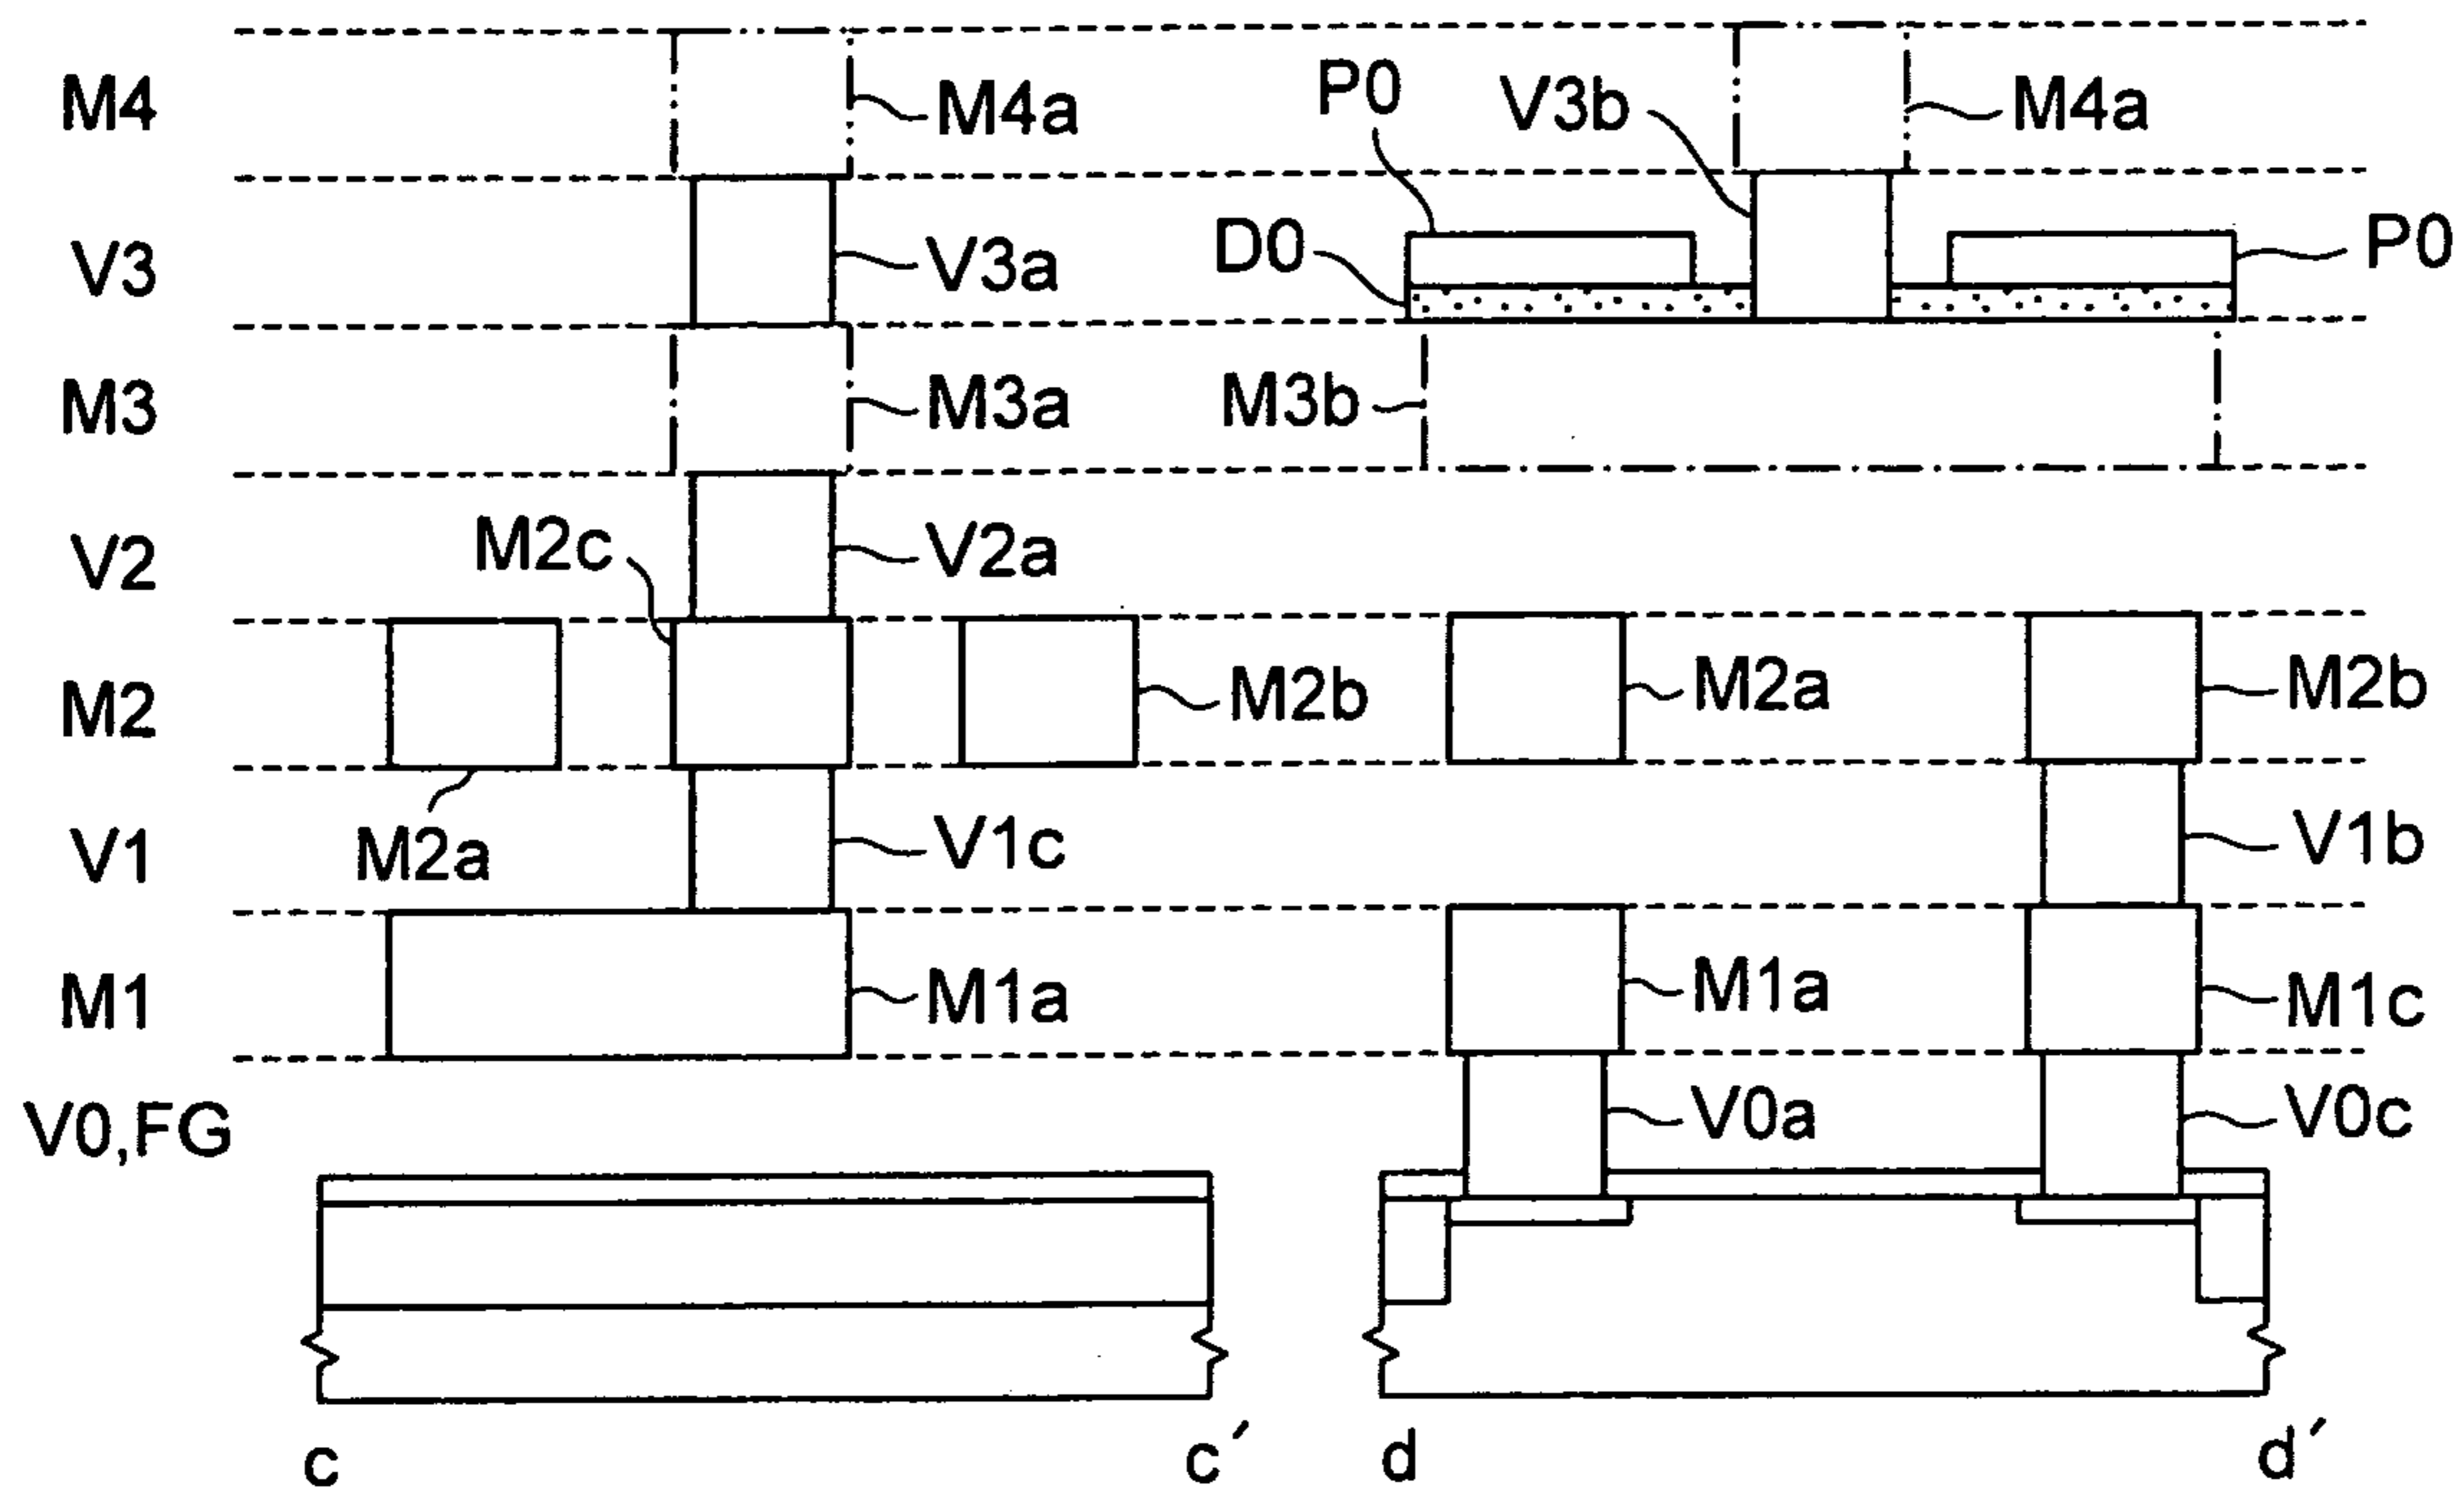 M4
M4a
P0
V3b
M4a
V3
V3a
D0
P0
M3
M3a
M3b
V2
M2c
V2a
M2
M2b
M2a
M2b
V1
M2a
V1c
V1b
M1
M1a
M1a
M1c
V0,FG
V0a
V0c
c
c′
d
d′